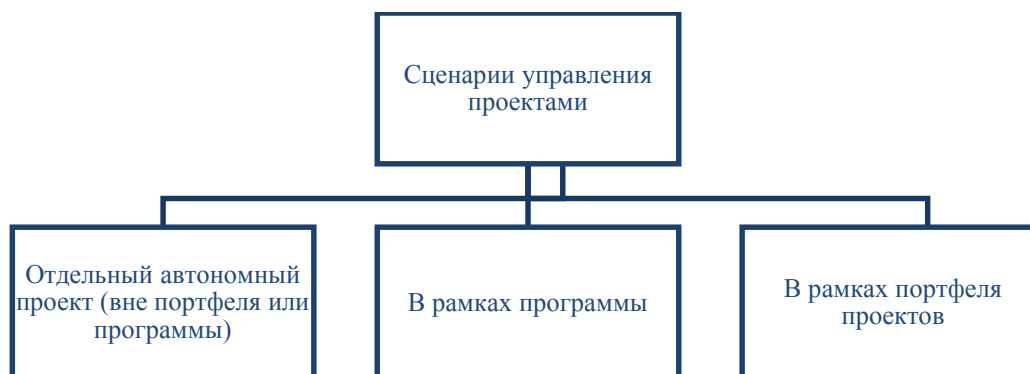 Сценарии управления
проектами
Отдельный автономный
проект (вне портфеля или
программы)
В рамках программы
В рамках портфеля
проектов